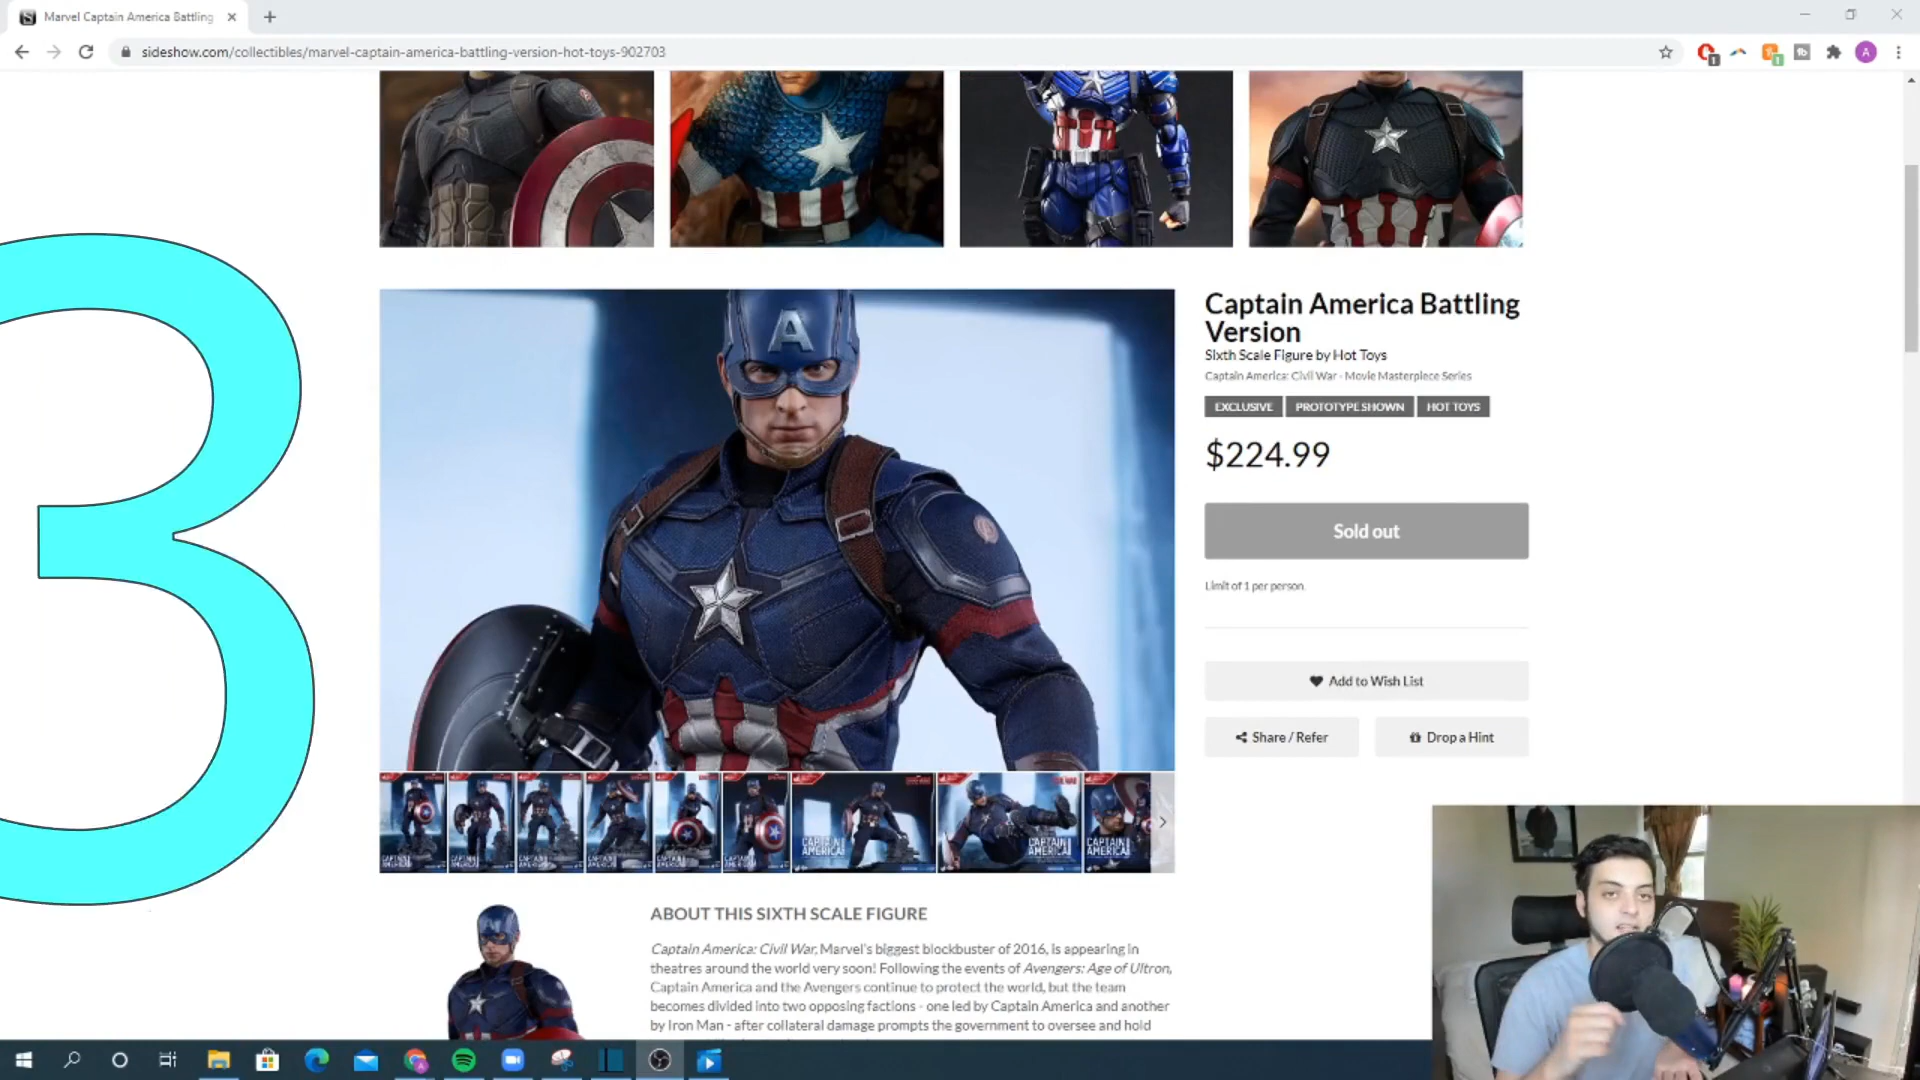 Marvel Captain America Battling
sideshow.com/collectibles/marvel-captain-america-battling-version-hot-toys-902703
A
3
A
Captain America Battling
Version
Sixth Scale Figure by Hot Toys
Captain America: Civil War - Movie Masterpiece Series
EXCLUSIVE
PROTOTYPE SHOWN
HOT TOYS
$224.99
Sold out
Limit of 1 per person.
Add to Wish List
Share / Refer
Drop a Hint
CAPTAIN
AMERICA
CAPTAIN
AMERICA
CAPTAIN
AMERICA
ABOUT THIS SIXTH SCALE FIGURE
Captain America: Civil War, Marvel's biggest blockbuster of 2016, is appearing in
theatres around the world very soon! Following the events of Avengers: Age of Ultron,
Captain America and the Avengers continue to protect the world, but the team
becomes divided into two opposing factions - one led by Captain America and another
by Iron Man - after collateral damage prompts the government to oversee and hold